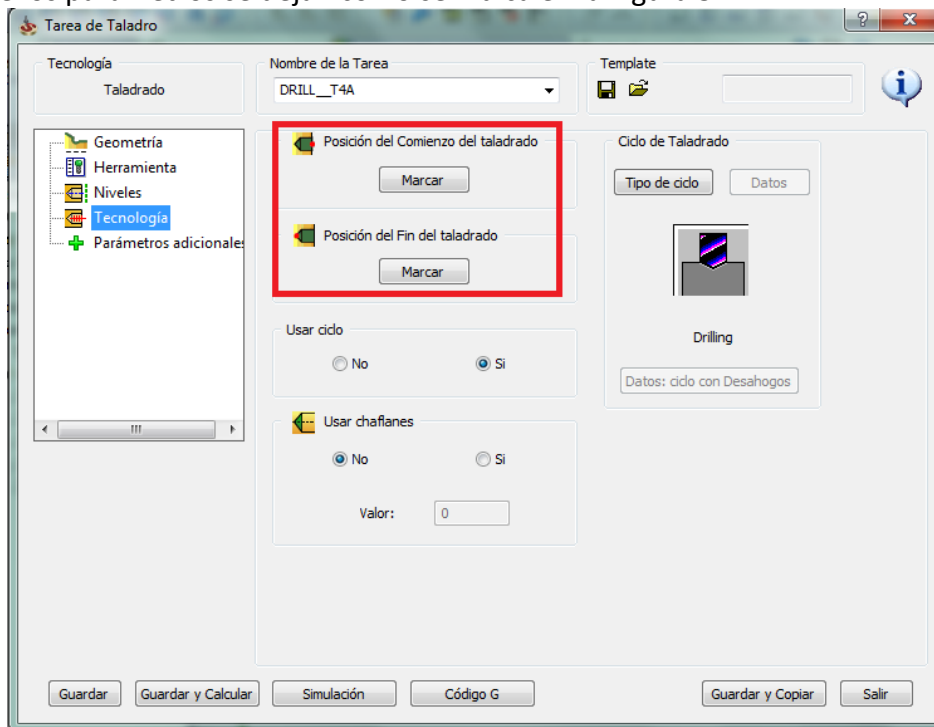 Tarea de Taladro
Tecnología
Taladrado
Nombre de la Tarea
DRILL__T4A
Template
Geometría
Herramienta
Niveles
Tecnología
Parámetros adicionales
Posición del Comienzo del taladrado
Marcar
Posición del Fin del taladrado
Marcar
Usar ciclo
No
Si
Usar chaflanes
No
Si
Valor:
0
Ciclo de Taladrado
Tipo de ciclo
Datos
Drilling
Datos: ciclo con Desahogos
Guardar
Guardar y Calcular
Simulación
Código G
Guardar y Copiar
Salir